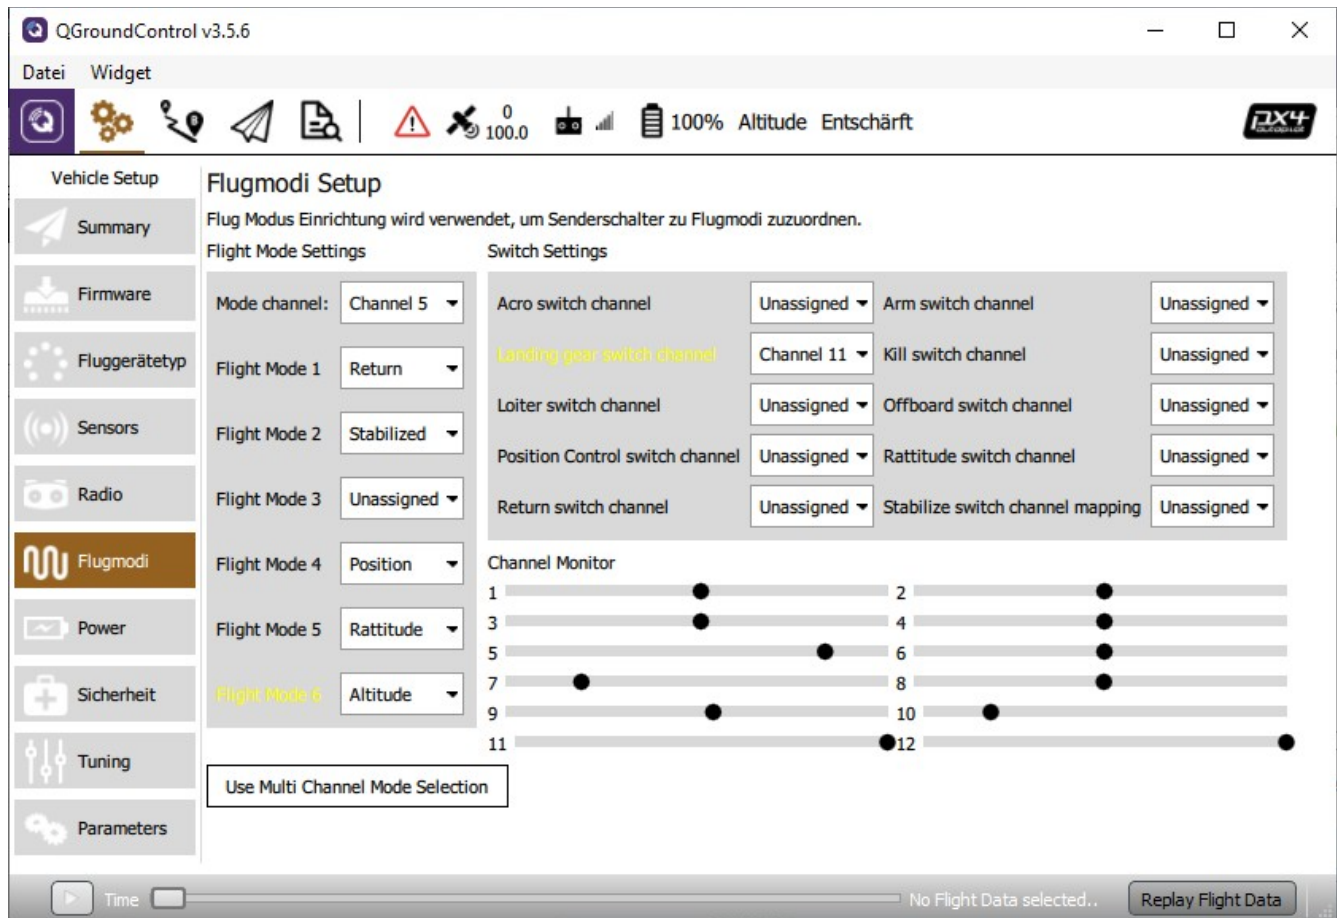 QGroundControl v3.5.6
Datei Widget
0
100.0
100% Altitude Entschärft
px4
autopilot
Vehicle Setup
Summary
Firmware
Fluggerätetyp
Sensors
Radio
Flugmodi
Power
Sicherheit
Tuning
Parameters
Flugmodi Setup
Flug Modus Einrichtung wird verwendet, um Senderschalter zu Flugmodi zuzuordnen.
Flight Mode Settings
Mode channel: Channel 5
Flight Mode 1 Return
Flight Mode 2 Stabilized
Flight Mode 3 Unassigned
Flight Mode 4 Position
Flight Mode 5 Rattitude
Flight Mode 6 Altitude
Use Multi Channel Mode Selection
Switch Settings
Acro switch channel Unassigned Arm switch channel Unassigned
Landing gear switch channel Channel 11 Kill switch channel Unassigned
Loiter switch channel Unassigned Offboard switch channel Unassigned
Position Control switch channel Unassigned Rattitude switch channel Unassigned
Return switch channel Unassigned Stabilize switch channel mapping Unassigned
Channel Monitor
1 2
3 4
5 6
7 8
9 10
11 12
Time No Flight Data selected.. Replay Flight Data